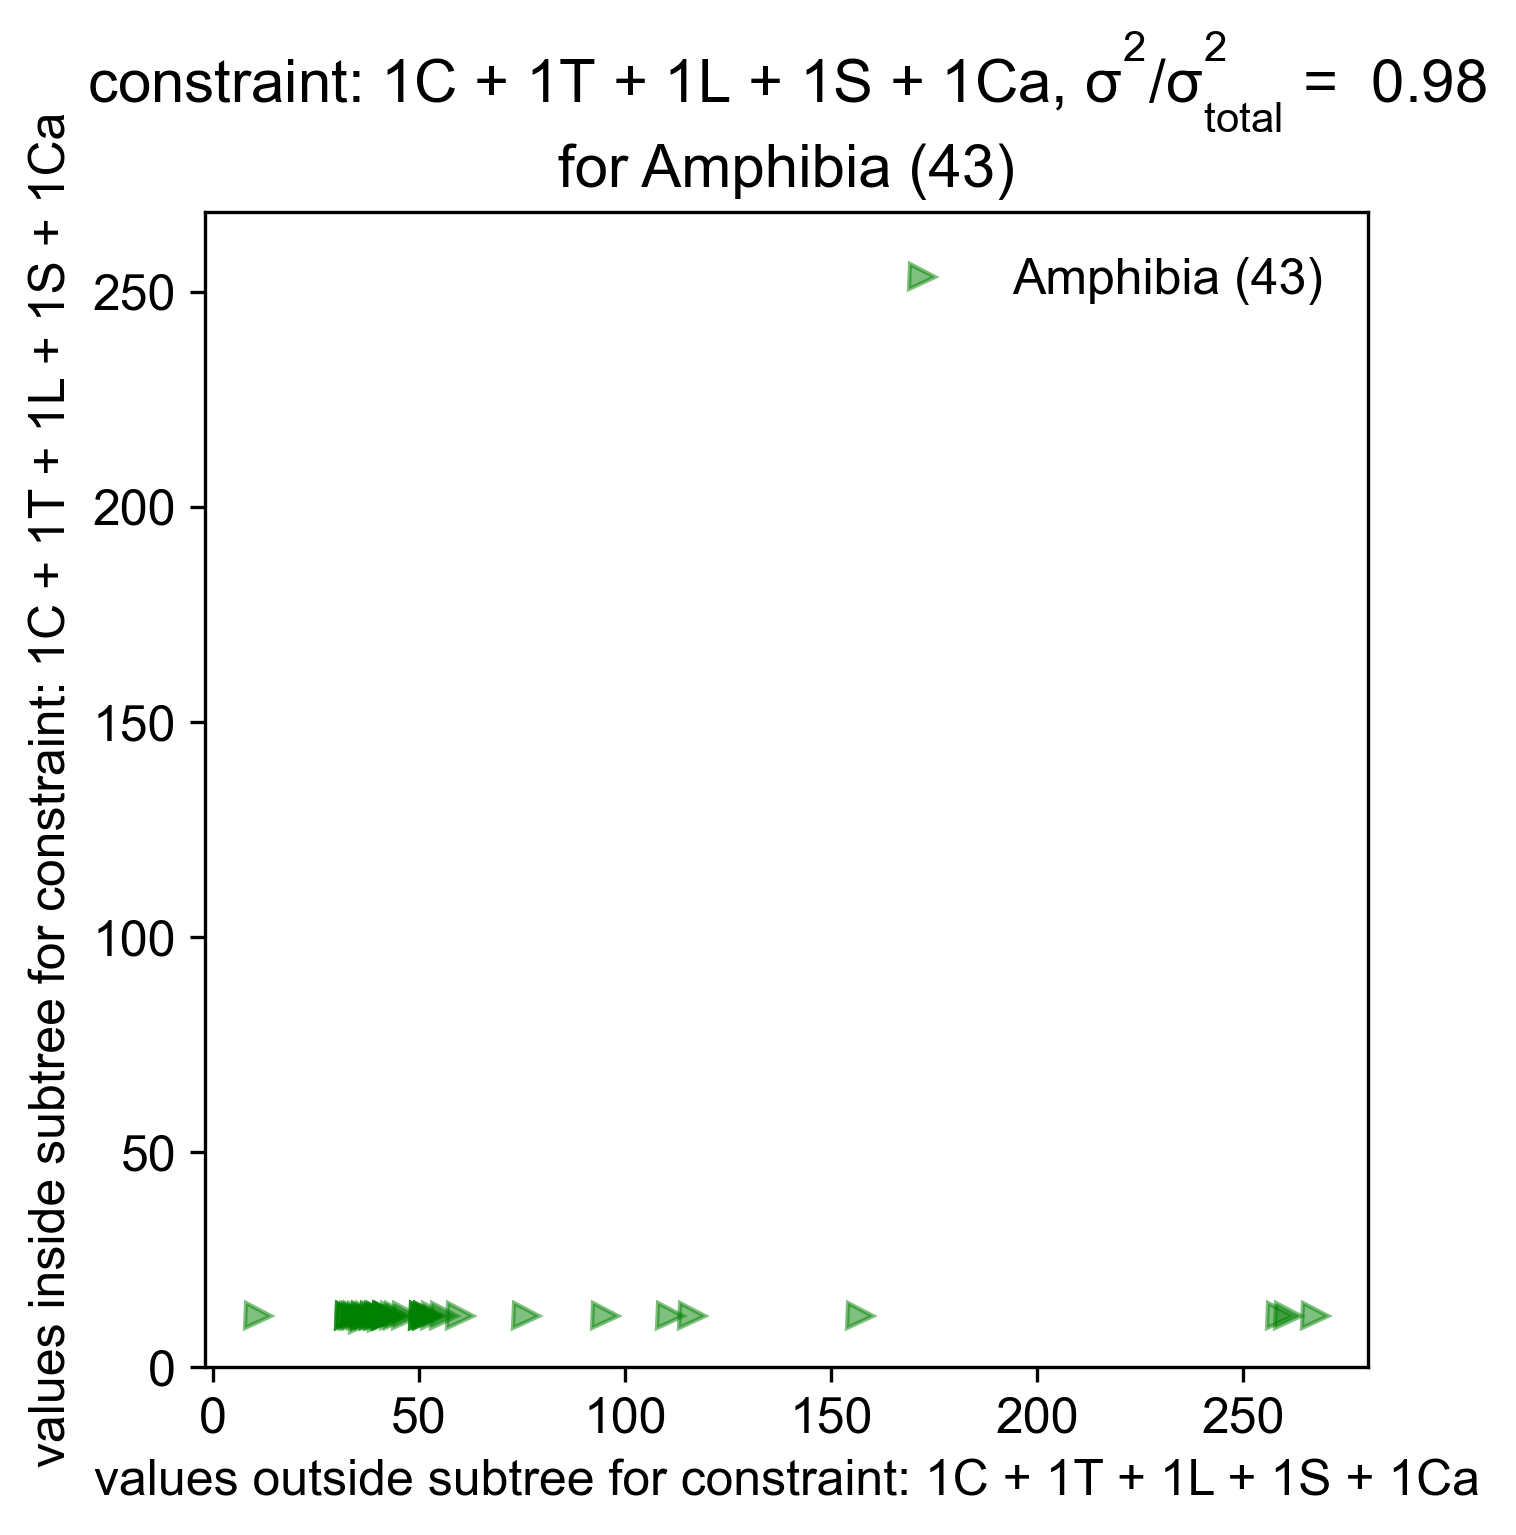 constraint: 1C + 1T + 1L + 1S + 1Ca, σ²/σ²total = 0.98
for Amphibia (43)
Amphibia (43)
values inside subtree for constraint: 1C + 1T + 1L + 1S + 1Ca
250
200
150
100
50
0
0 50 100 150 200 250
values outside subtree for constraint: 1C + 1T + 1L + 1S + 1Ca